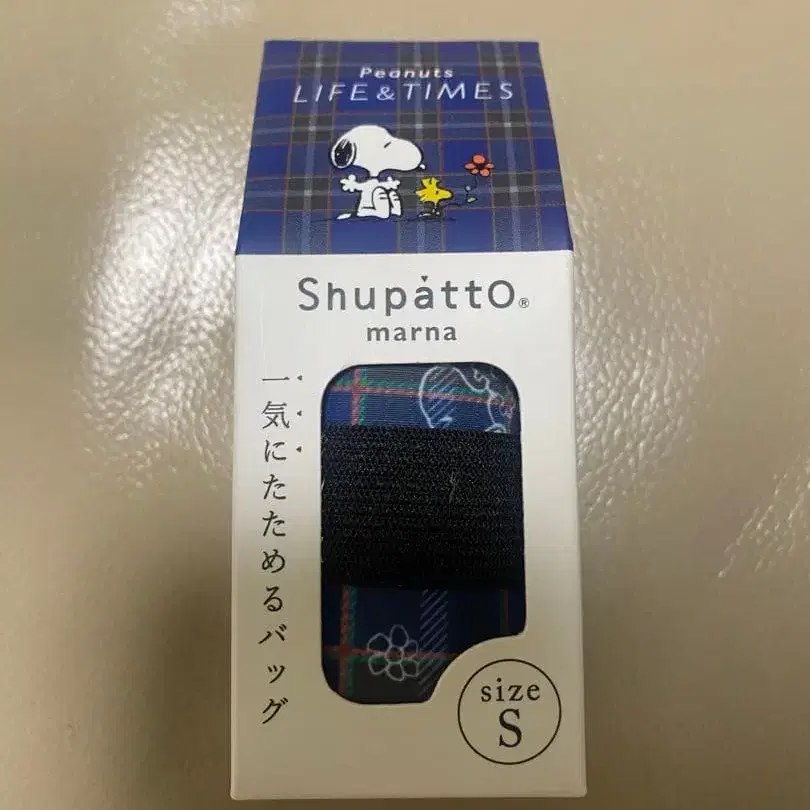 Peanuts
LIFE & TIMES
Shupatto®
marna
一気にたためるバッグ
size
S